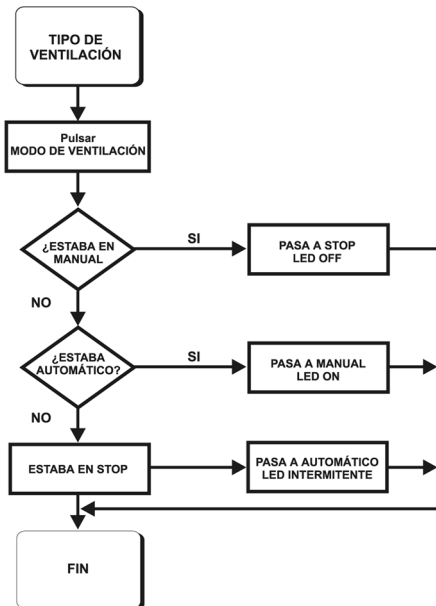 TIPO DE
VENTILACIÓN
Pulsar
MODO DE VENTILACIÓN
¿ESTABA EN
MANUAL
SI
PASA A STOP
LED OFF
NO
¿ESTABA
AUTOMÁTICO?
SI
PASA A MANUAL
LED ON
NO
ESTABA EN STOP
PASA A AUTOMÁTICO
LED INTERMITENTE
FIN